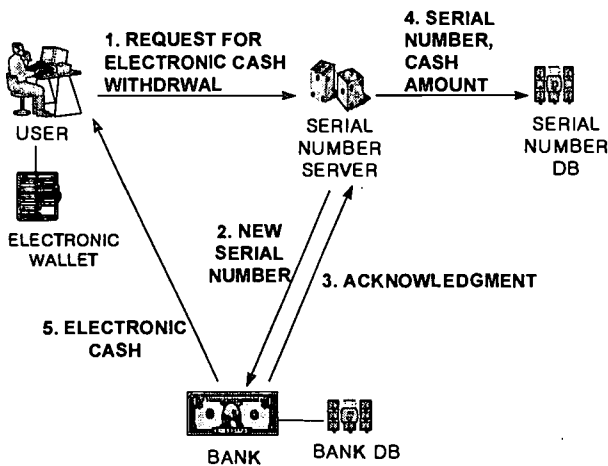 1. REQUEST FOR
ELECTRONIC CASH
WITHDRWAL
4. SERIAL
NUMBER,
CASH
AMOUNT
USER
SERIAL
NUMBER
SERVER
SERIAL
NUMBER
DB
ELECTRONIC
WALLET
2. NEW
SERIAL
NUMBER
3. ACKNOWLEDGMENT
5. ELECTRONIC
CASH
BANK
BANK DB